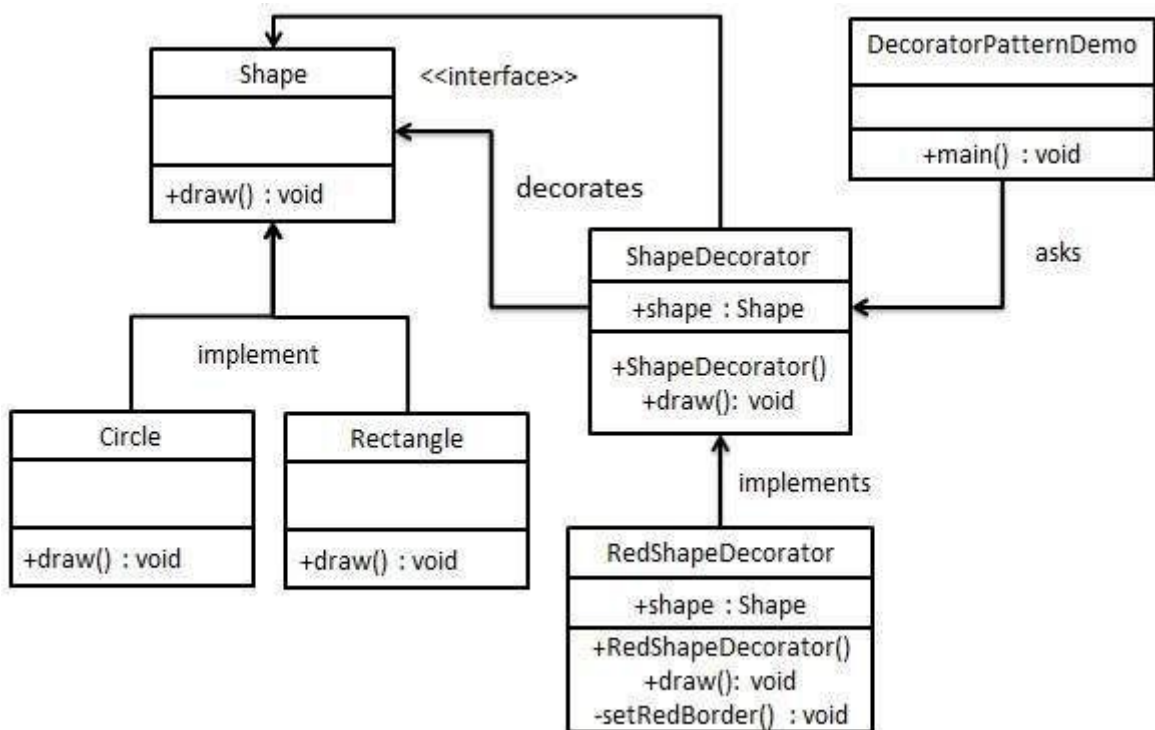 Shape
+draw() : void
<<interface>>
decorates
DecoratorPatternDemo
+main() : void
asks
ShapeDecorator
+shape : Shape
+ShapeDecorator()
+draw(): void
implement
Circle
+draw() : void
Rectangle
+draw() : void
implements
RedShapeDecorator
+shape : Shape
+RedShapeDecorator()
+draw(): void
-setRedBorder() : void